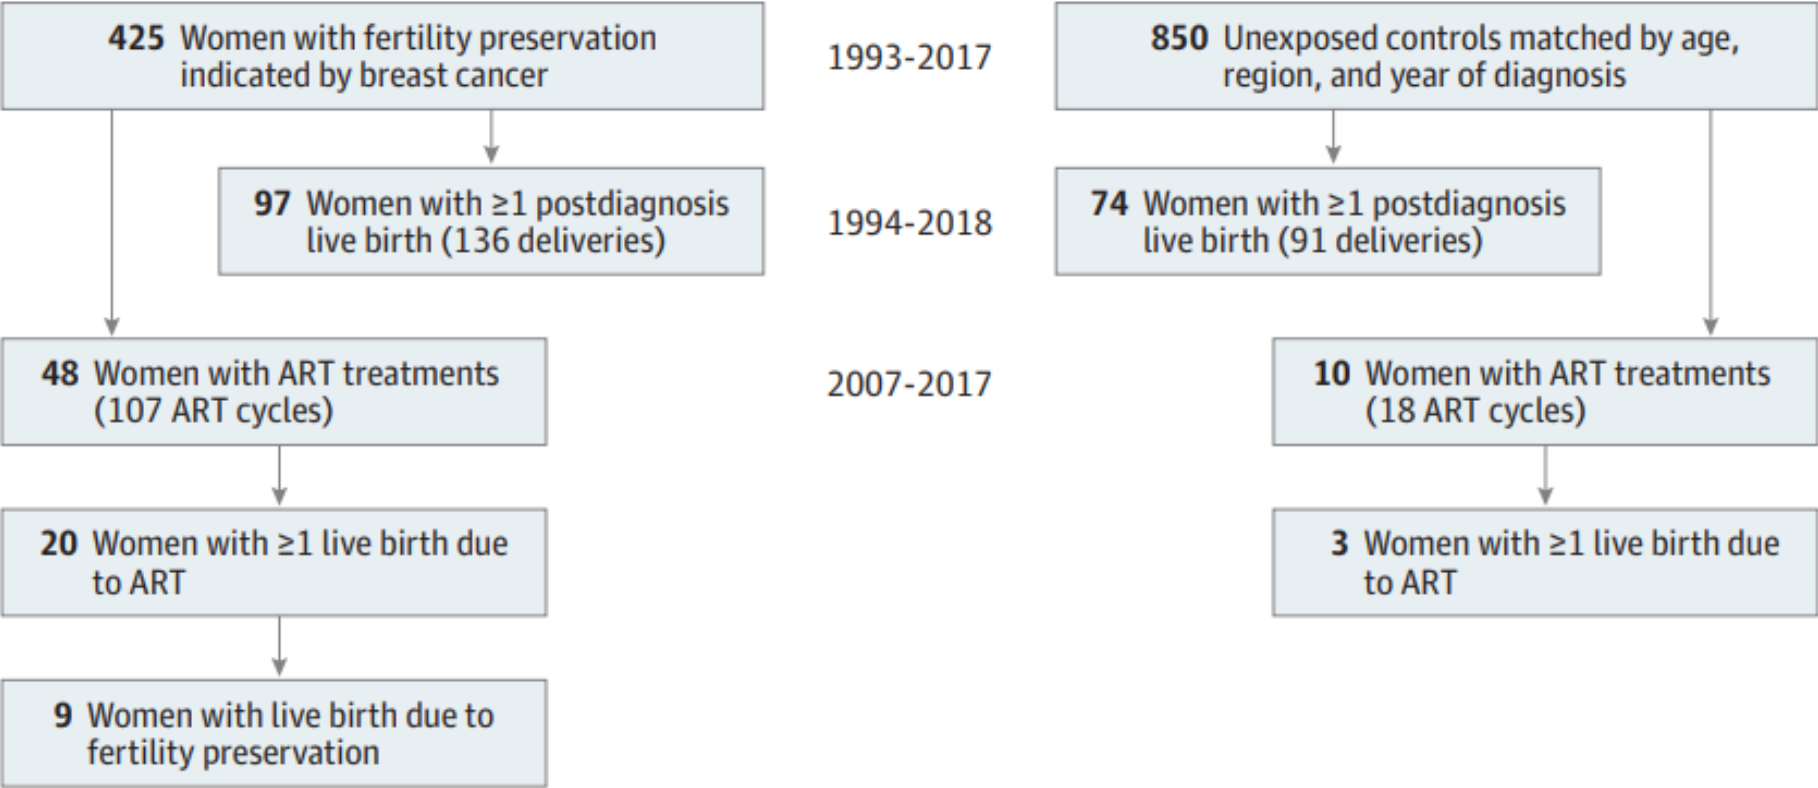 425 Women with fertility preservation
indicated by breast cancer
1993-2017
850 Unexposed controls matched by age,
region, and year of diagnosis
97 Women with ≥1 postdiagnosis
live birth (136 deliveries)
1994-2018
74 Women with ≥1 postdiagnosis
live birth (91 deliveries)
48 Women with ART treatments
(107 ART cycles)
2007-2017
10 Women with ART treatments
(18 ART cycles)
20 Women with ≥1 live birth due
to ART
3 Women with ≥1 live birth due
to ART
9 Women with live birth due to
fertility preservation